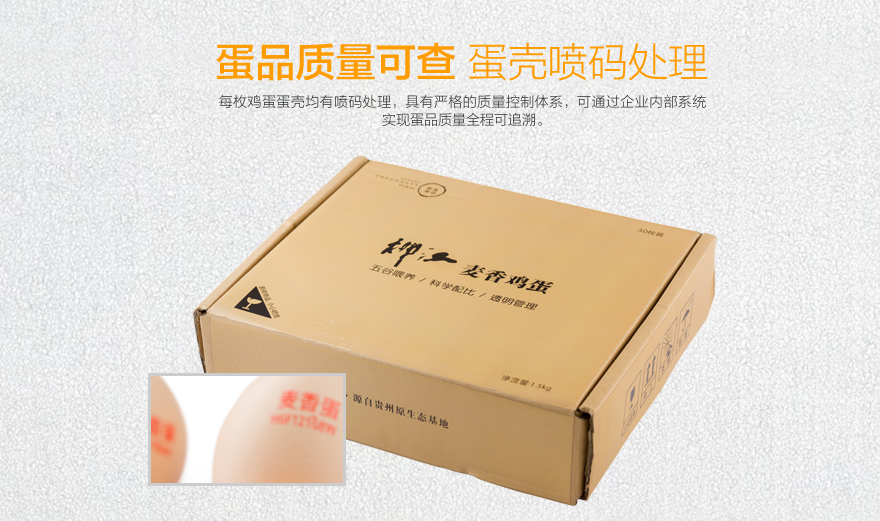 蛋品质量可查 蛋壳喷码处理
每枚鸡蛋蛋壳均有喷码处理，具有严格的质量控制体系，可通过企业内部系统
实现蛋品质量全程可追溯。
30枚装
柳江 麦香鸡蛋
五谷喂养 / 科学配比 / 透明管理
净含量:1.5kg
· 源自贵州原生态基地
麦香蛋